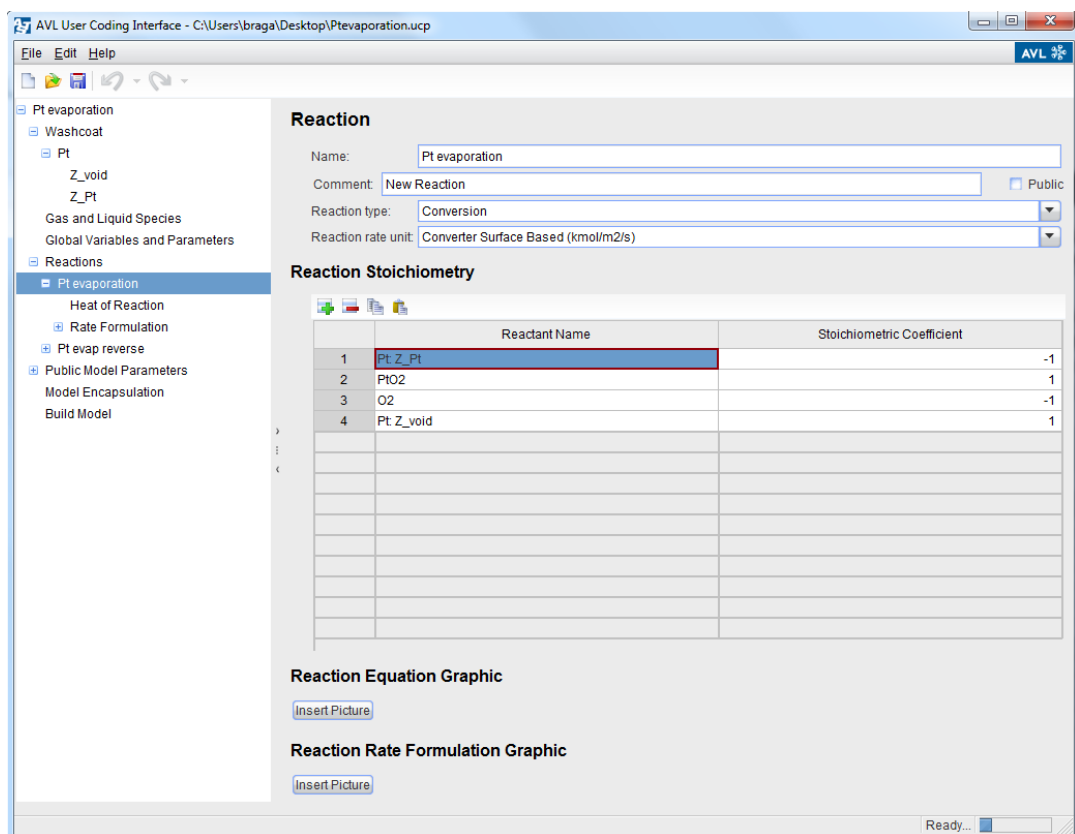 AVL User Coding Interface - C:\Users\braga\Desktop\Ptevaporation.ucp
File Edit Help
AVL
Pt evaporation
Washcoat
Pt
Z_void
Z_Pt
Gas and Liquid Species
Global Variables and Parameters
Reactions
Pt evaporation
Heat of Reaction
Rate Formulation
Pt evap reverse
Public Model Parameters
Model Encapsulation
Build Model
Reaction
Name: Pt evaporation
Comment: New Reaction Public
Reaction type: Conversion
Reaction rate unit: Converter Surface Based (kmol/m2/s)
Reaction Stoichiometry
Reactant Name Stoichiometric Coefficient
1 Pt: Z_Pt -1
2 PtO2 1
3 O2 -1
4 Pt: Z_void 1
Reaction Equation Graphic
Insert Picture
Reaction Rate Formulation Graphic
Insert Picture
Ready...